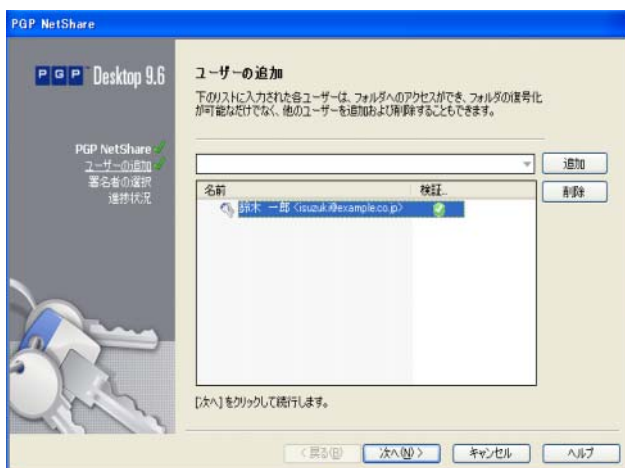 PGP NetShare
PGP Desktop 9.6
PGP NetShare
ユーザーの追加
署名者の選択
進捗状況
ユーザーの追加
下のリストに入力された各ユーザーは、フォルダへのアクセスができ、フォルダの復号化
が可能なだけでなく、他のユーザーを追加および削除することもできます。
追加
名前 検証..
削除
鈴木 一郎 <isuzuki@example.co.jp>
[次へ] をクリックして続行します。
< 戻る(B) 次へ(N) > キャンセル ヘルプ